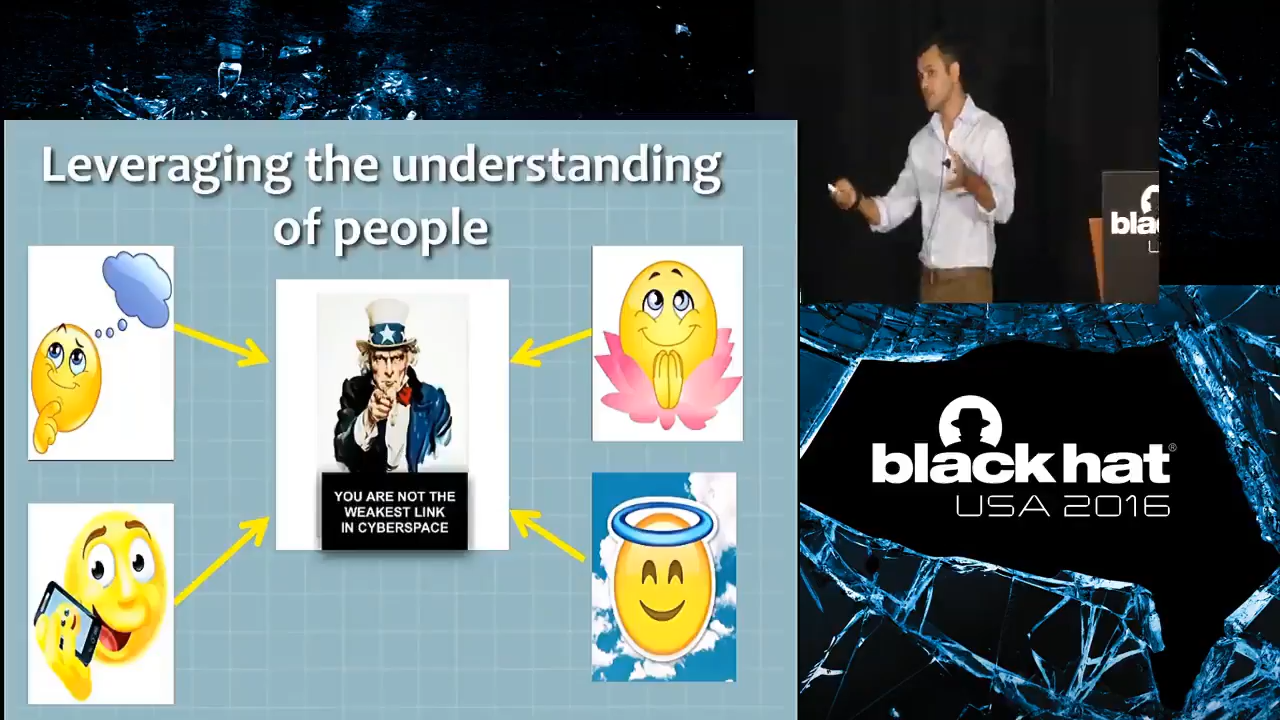 Leveraging the understanding
of people
YOU ARE NOT THE
WEAKEST LINK
IN CYBERSPACE
black hat®
USA 2016